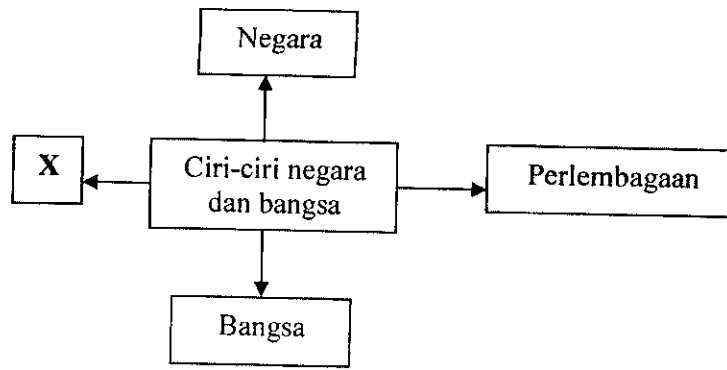 Negara
X
Ciri-ciri negara
dan bangsa
Perlembagaan
Bangsa